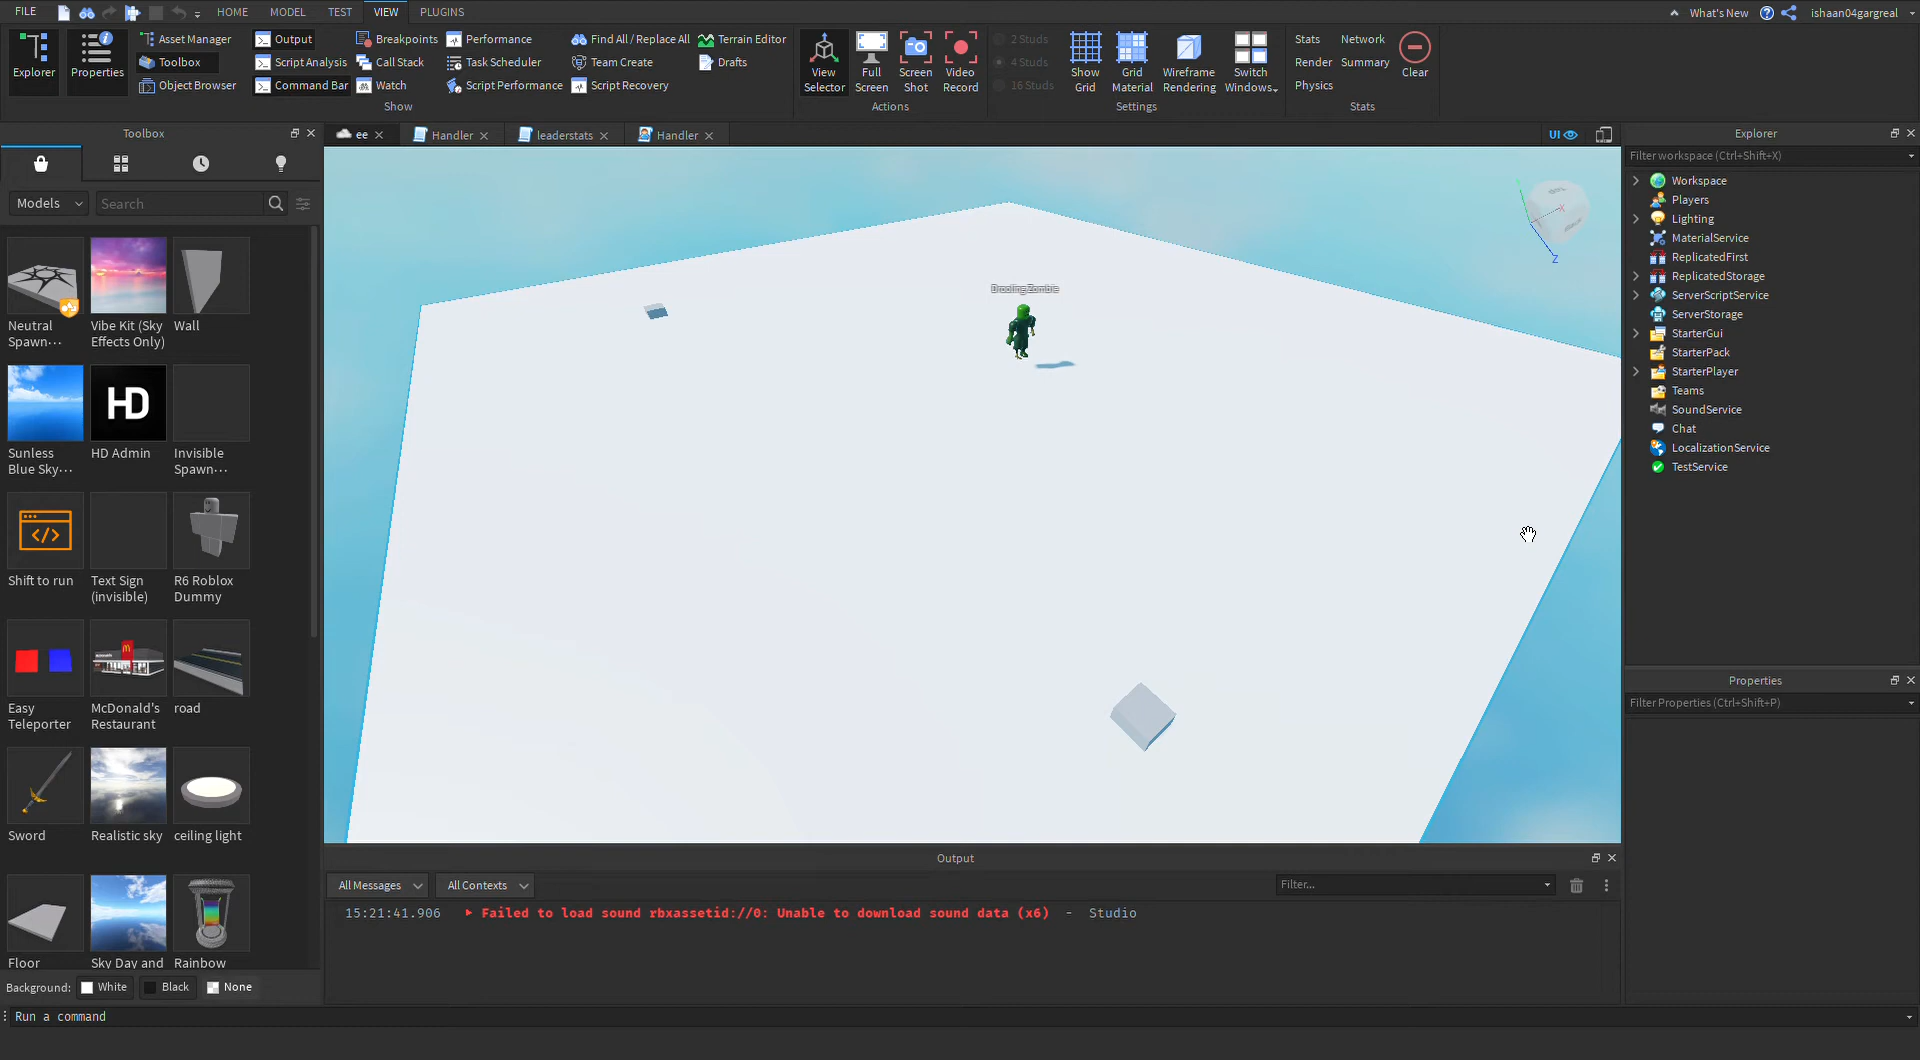 FILE HOME MODEL TEST VIEW PLUGINS What's New ishaan04gargreal
Explorer
Properties
Asset Manager
Toolbox
Object Browser
Output
Script Analysis
Command Bar
Breakpoints
Call Stack
Watch
Performance
Task Scheduler
Script Performance
Find All / Replace All
Team Create
Script Recovery
Terrain Editor
Drafts
Show
View
Selector
Full
Screen
Screen
Shot
Video
Record
Actions
2 Studs
4 Studs
16 Studs
Show
Grid
Grid
Material
Wireframe
Rendering
Switch
Windows
Settings
Stats
Render
Physics
Network
Summary
Clear
Stats
Toolbox
Models Search
Neutral
Spawn...
Vibe Kit (Sky
Effects Only)
Wall
Sunless
Blue Sky...
HD
HD Admin
Invisible
Spawn...
Shift to run
Text Sign
(invisible)
R6 Roblox
Dummy
Easy
Teleporter
McDonald's
Restaurant
road
Sword
Realistic sky
ceiling light
Floor
Sky Day and
Rainbow
Background: White Black None
ee Handler leaderstats Handler UI
Drooling Zombie
X
Z
Output
All Messages All Contexts Filter...
15:21:41.906 Failed to load sound rbxassetid://0: Unable to download sound data (x6) - Studio
Explorer
Filter workspace (Ctrl+Shift+X)
Workspace
Players
Lighting
MaterialService
ReplicatedFirst
ReplicatedStorage
ServerScriptService
ServerStorage
StarterGui
StarterPack
StarterPlayer
Teams
SoundService
Chat
LocalizationService
TestService
Properties
Filter Properties (Ctrl+Shift+P)
Run a command